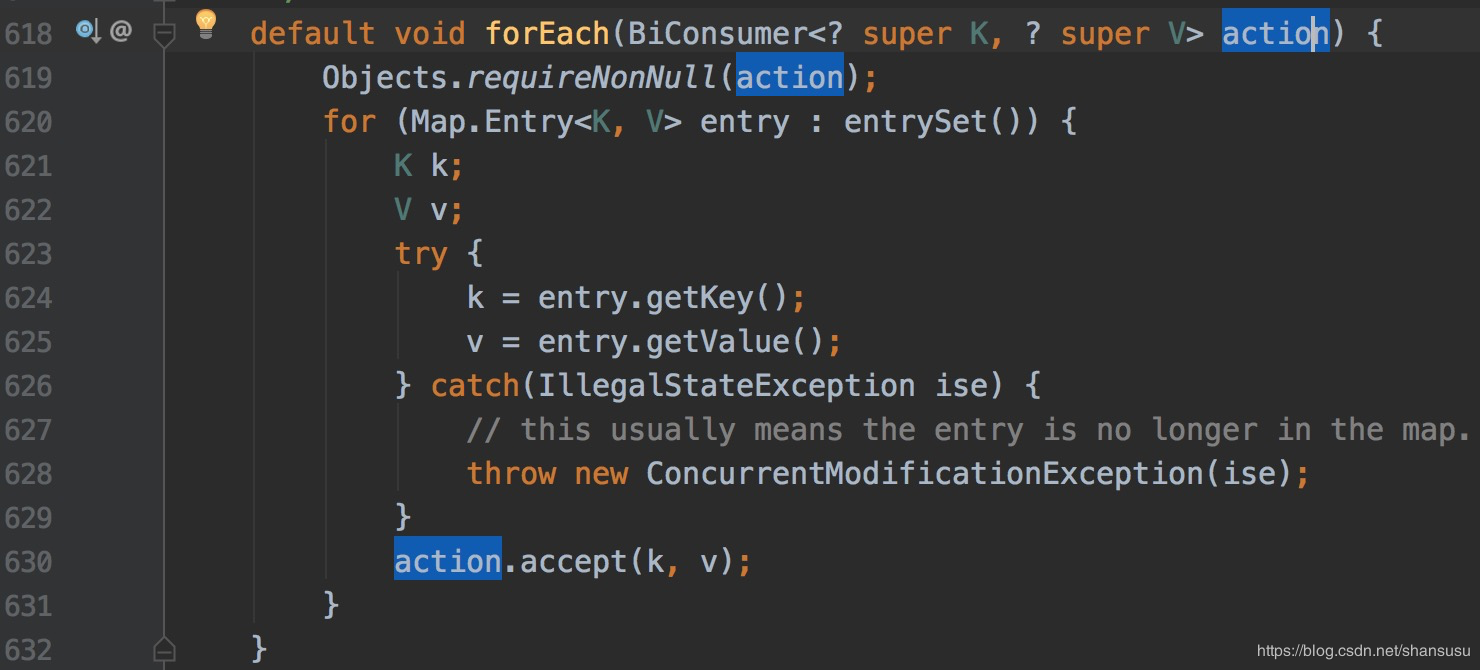 618 @ default void forEach(BiConsumer<? super K, ? super V> action) {
619 Objects.requireNonNull(action);
620 for (Map.Entry<K, V> entry : entrySet()) {
621 K k;
622 V v;
623 try {
624 k = entry.getKey();
625 v = entry.getValue();
626 } catch(IllegalStateException ise) {
627 // this usually means the entry is no longer in the map.
628 throw new ConcurrentModificationException(ise);
629 }
630 action.accept(k, v);
631 }
632 }
https://blog.csdn.net/shansusu